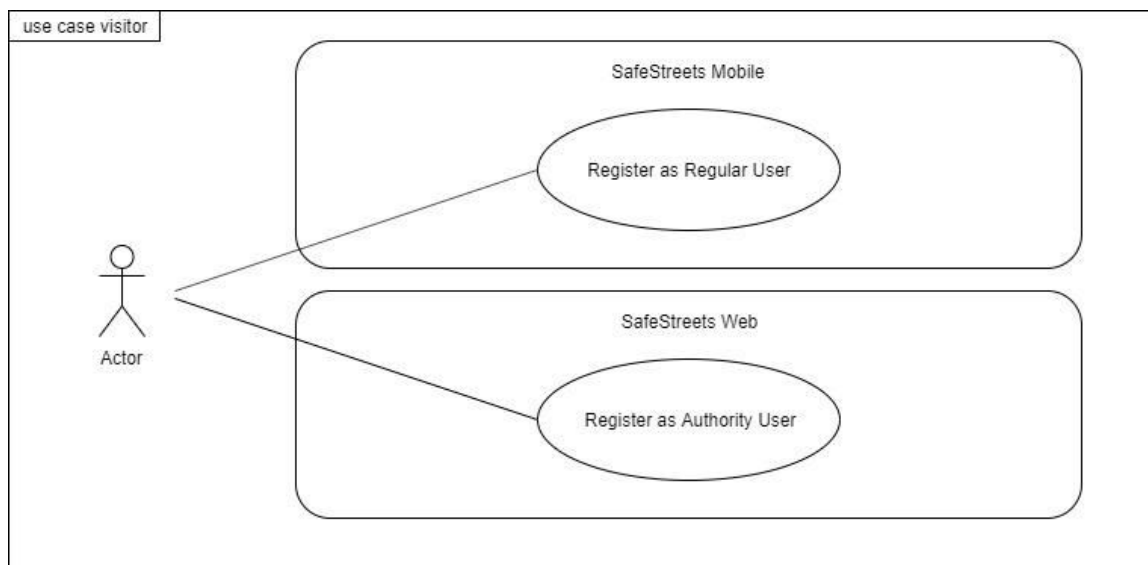 use case visitor
SafeStreets Mobile
Register as Regular User
Actor
SafeStreets Web
Register as Authority User